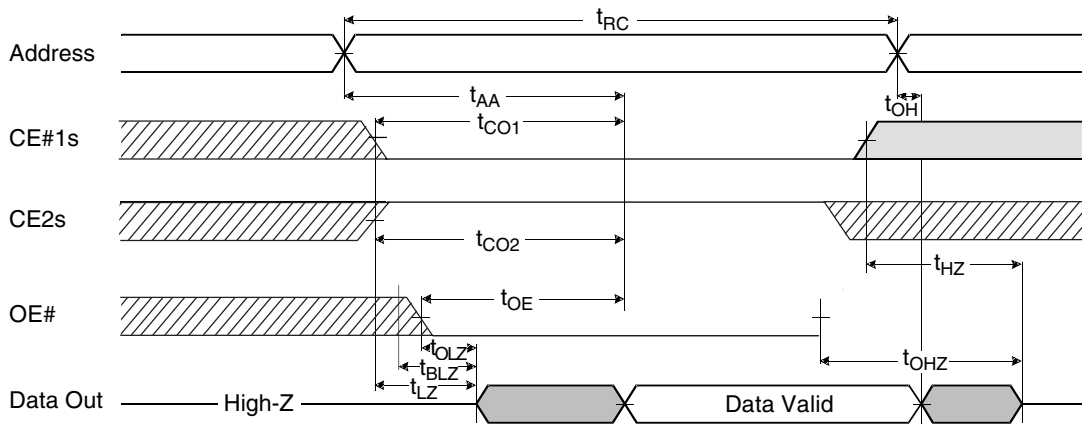 tRC
Address
tAA
tOH
CE#1s
tCO1
CE2s
tCO2
tHZ
OE#
tOE
tOLZ
tOHZ
tBLZ
tLZ
Data Out
High-Z
Data Valid